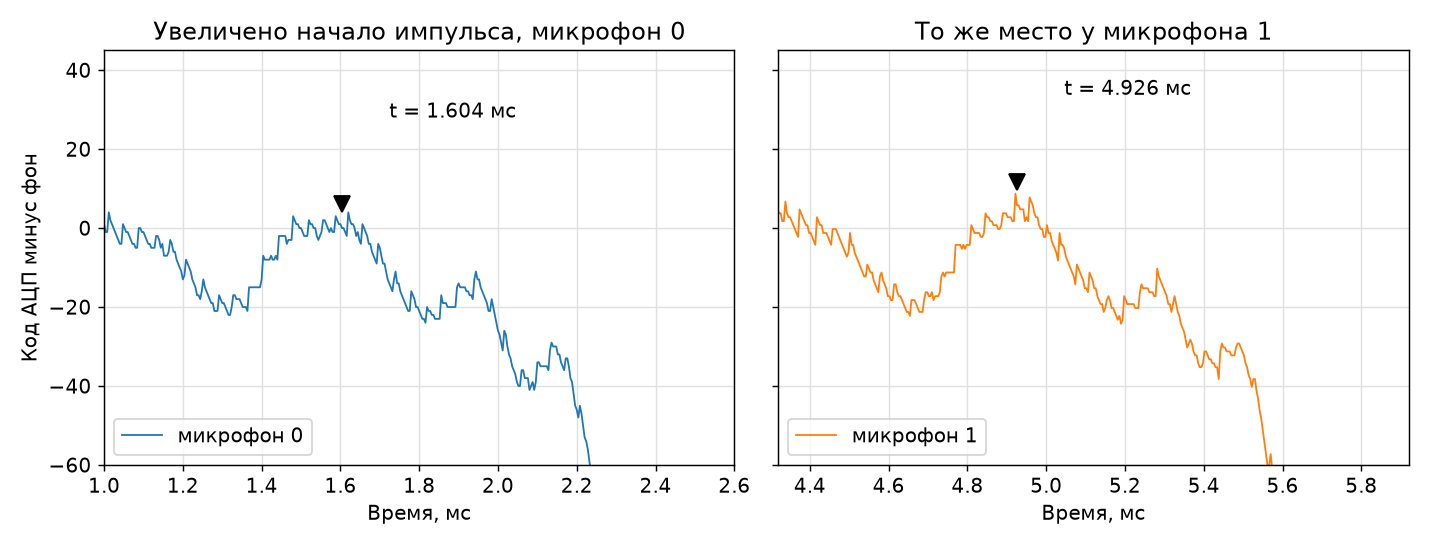 Увеличено начало импульса, микрофон 0
t = 1.604 мс
Код АЦП минус фон
40
20
0
−20
−40
−60
микрофон 0
1.0 1.2 1.4 1.6 1.8 2.0 2.2 2.4 2.6
Время, мс
То же место у микрофона 1
t = 4.926 мс
микрофон 1
4.4 4.6 4.8 5.0 5.2 5.4 5.6 5.8
Время, мс